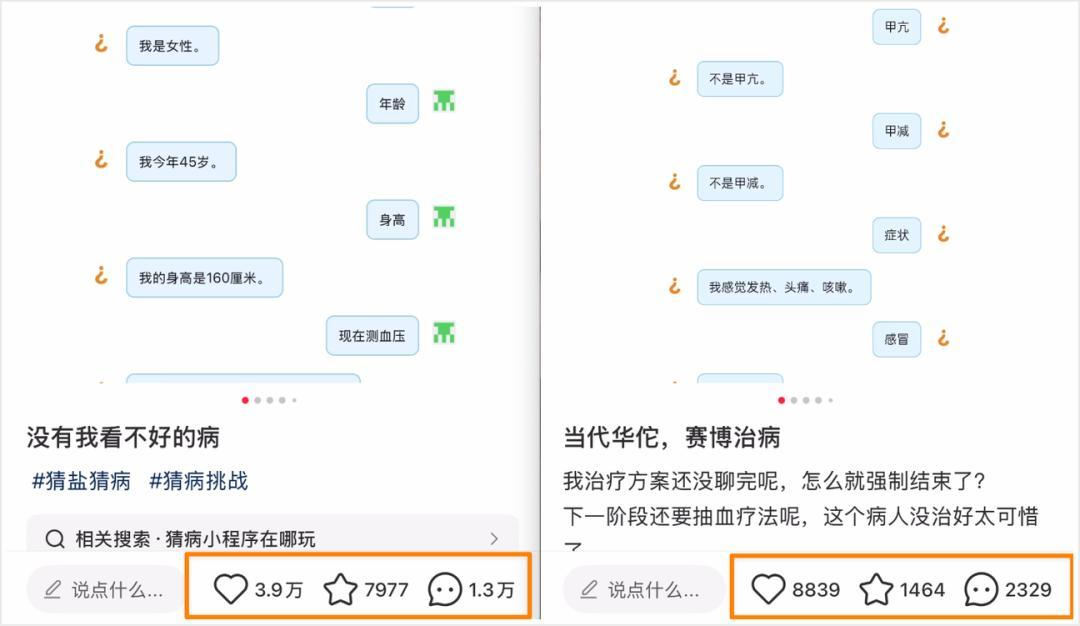 我是女性。
年龄
我今年45岁。
身高
我的身高是160厘米。
现在测血压
没有我看不好的病
#猜盐猜病 #猜病挑战
相关搜索·猜病小程序在哪玩
说点什么...
3.9万
7977
1.3万
甲亢
不是甲亢。
甲减
不是甲减。
症状
我感觉发热、头痛、咳嗽。
感冒
当代华佗，赛博治病
我治疗方案还没聊完呢，怎么就强制结束了？
下一阶段还要抽血疗法呢，这个病人没治好太可惜
说点什么...
8839
1464
2329